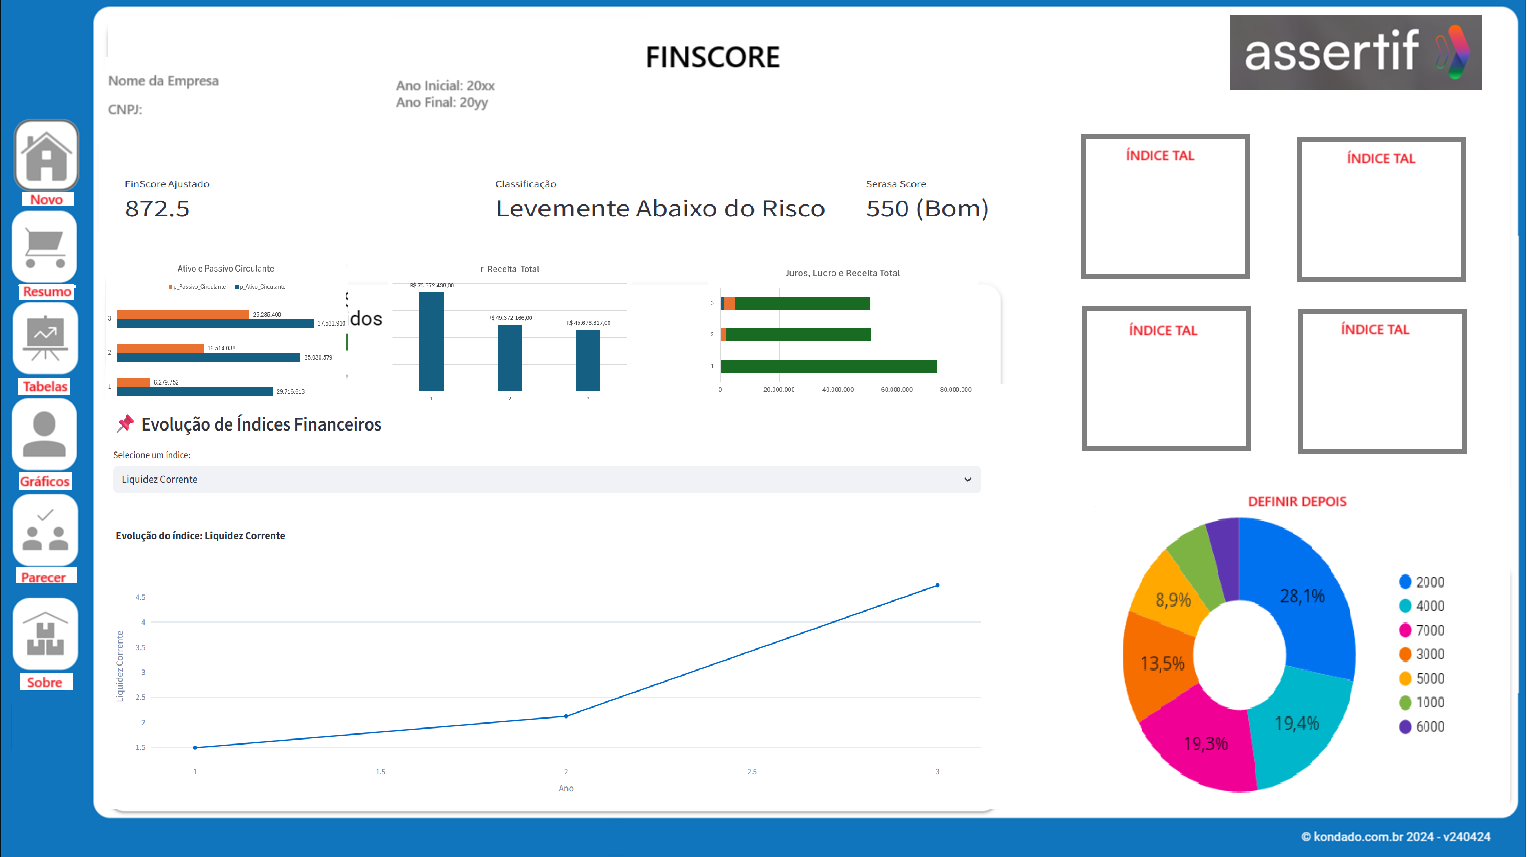 FINSCORE
assertif
Nome da Empresa
CNPJ:
Ano Inicial: 20xx
Ano Final: 20yy
Novo
Resumo
Tabelas
Gráficos
Parecer
Sobre
FinScore Ajustado
872.5
Classificação
Levemente Abaixo do Risco
Serasa Score
550 (Bom)
Ativo e Passivo Circulante
p_Passivo_Circulante p_Ativo_Circulante
3
2
1
dos
r_Receita_Total
1
Juros, Lucro e Receita Total
3
2
1
0 20.000.000 40.000.000 60.000.000 80.000.000
📌 Evolução de Índices Financeiros
Selecione um índice:
Liquidez Corrente
Evolução do índice: Liquidez Corrente
Liquidez Corrente
4.5
4
3.5
3
2.5
2
1.5
1 1.5 2 2.5 3
Ano
ÍNDICE TAL
ÍNDICE TAL
ÍNDICE TAL
ÍNDICE TAL
DEFINIR DEPOIS
28,1%
19,4%
19,3%
13,5%
8,9%
2000
4000
7000
3000
5000
1000
6000
© kondado.com.br 2024 - v240424